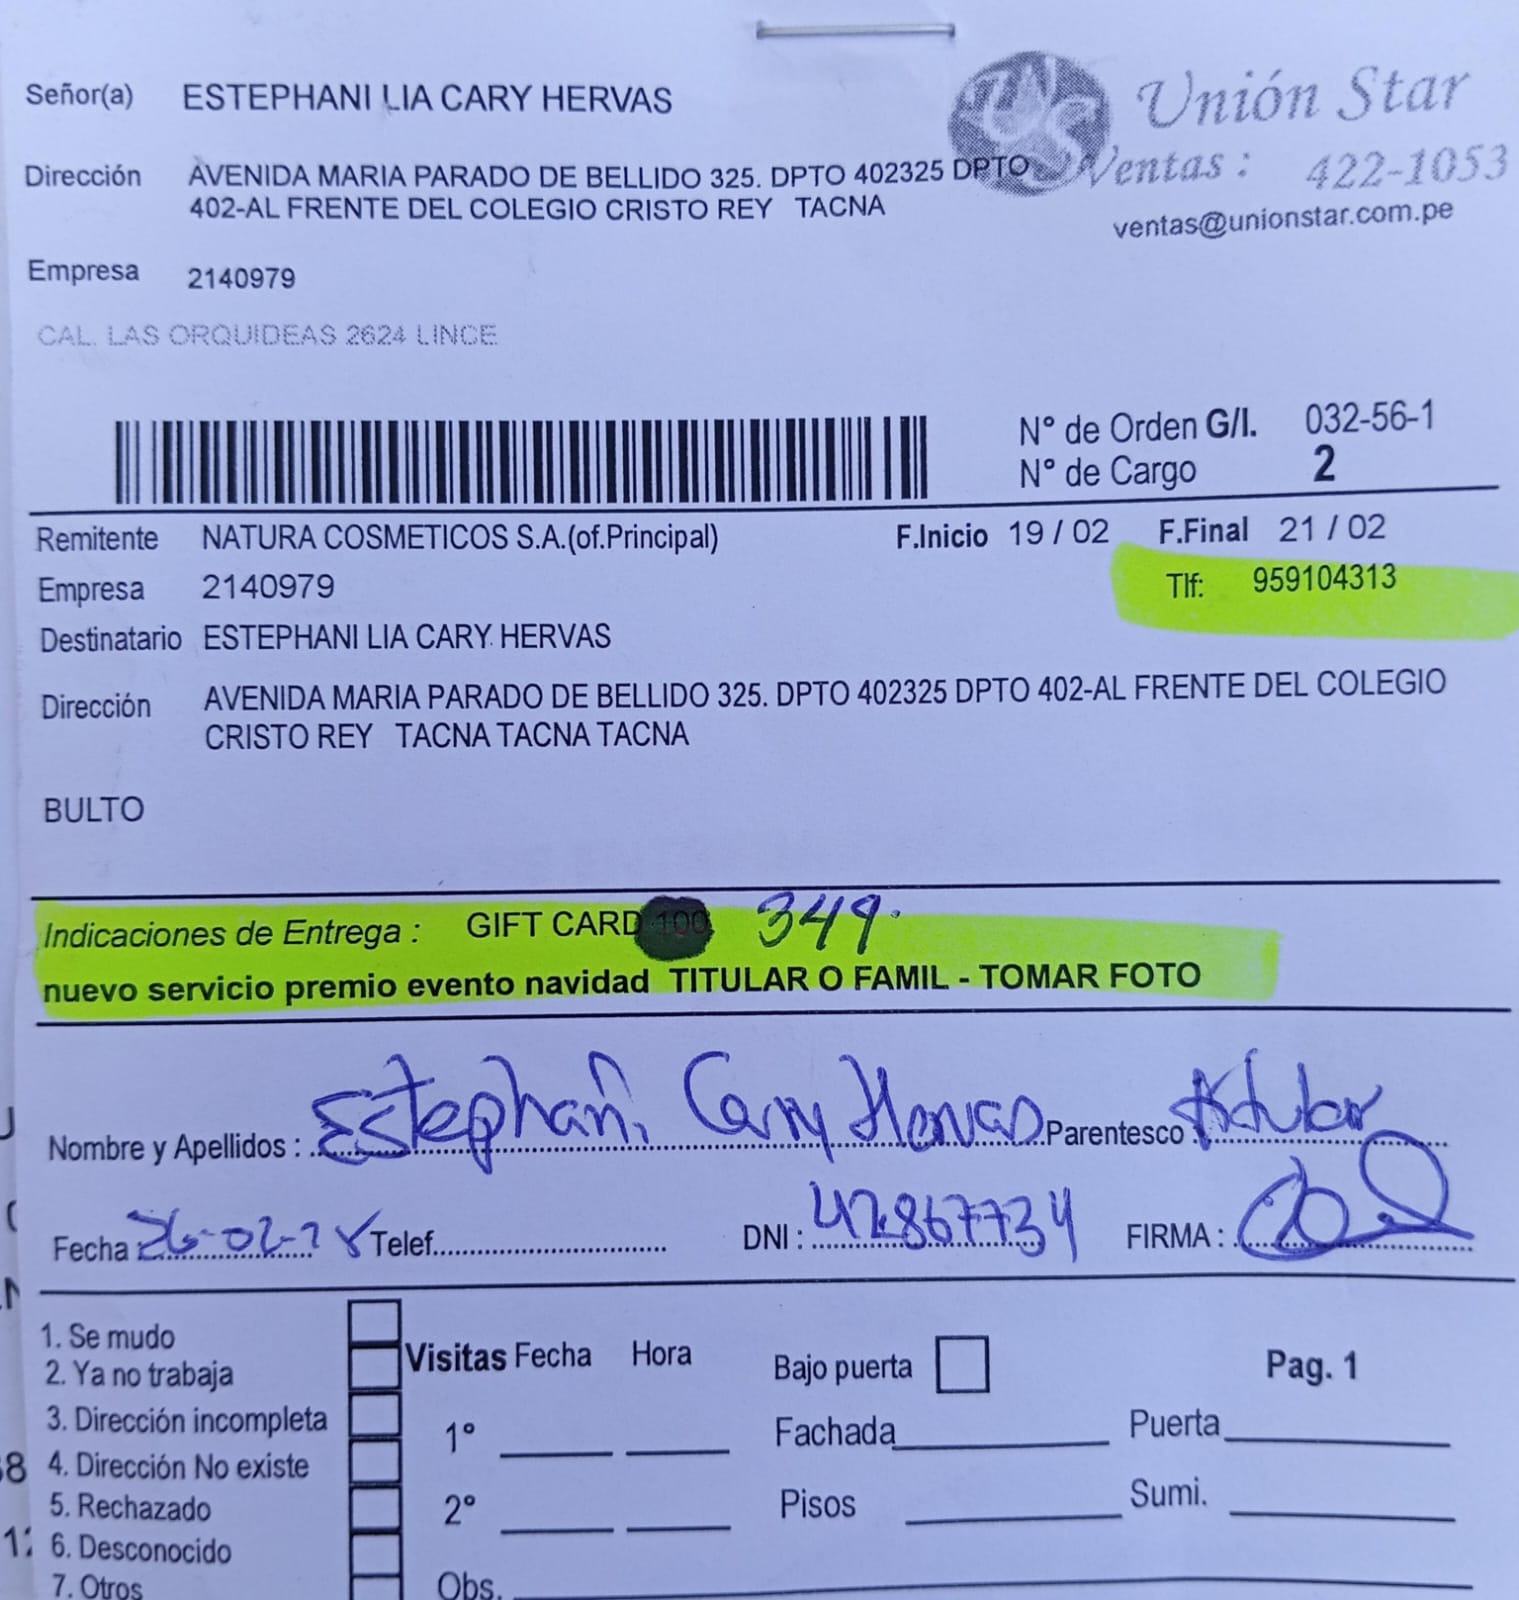 Señor(a) ESTEPHANI LIA CARY HERVAS
Unión Star
Dirección AVENIDA MARIA PARADO DE BELLIDO 325. DPTO 402325 DPTO
402-AL FRENTE DEL COLEGIO CRISTO REY TACNA
Ventas : 422-1053
ventas@unionstar.com.pe
Empresa 2140979
CAL. LAS ORQUIDEAS 2624 LINCE
N° de Orden G/I. 032-56-1
N° de Cargo 2
Remitente NATURA COSMETICOS S.A.(of.Principal) F.Inicio 19 / 02 F.Final 21 / 02
Empresa 2140979 Tlf: 959104313
Destinatario ESTEPHANI LIA CARY HERVAS
Dirección AVENIDA MARIA PARADO DE BELLIDO 325. DPTO 402325 DPTO 402-AL FRENTE DEL COLEGIO
CRISTO REY TACNA TACNA TACNA
BULTO
Indicaciones de Entrega : GIFT CARD 100 349.
nuevo servicio premio evento navidad TITULAR O FAMIL - TOMAR FOTO
Nombre y Apellidos : Estephani Cary Hervas Parentesco : titular
Fecha 26-02-25 Telef. DNI : 42867734 FIRMA :
1. Se mudo
2. Ya no trabaja
3. Dirección incompleta
4. Dirección No existe
5. Rechazado
6. Desconocido
7. Otros
Visitas Fecha Hora
1°
2°
Obs.
Bajo puerta
Pag. 1
Fachada Puerta
Pisos Sumi.